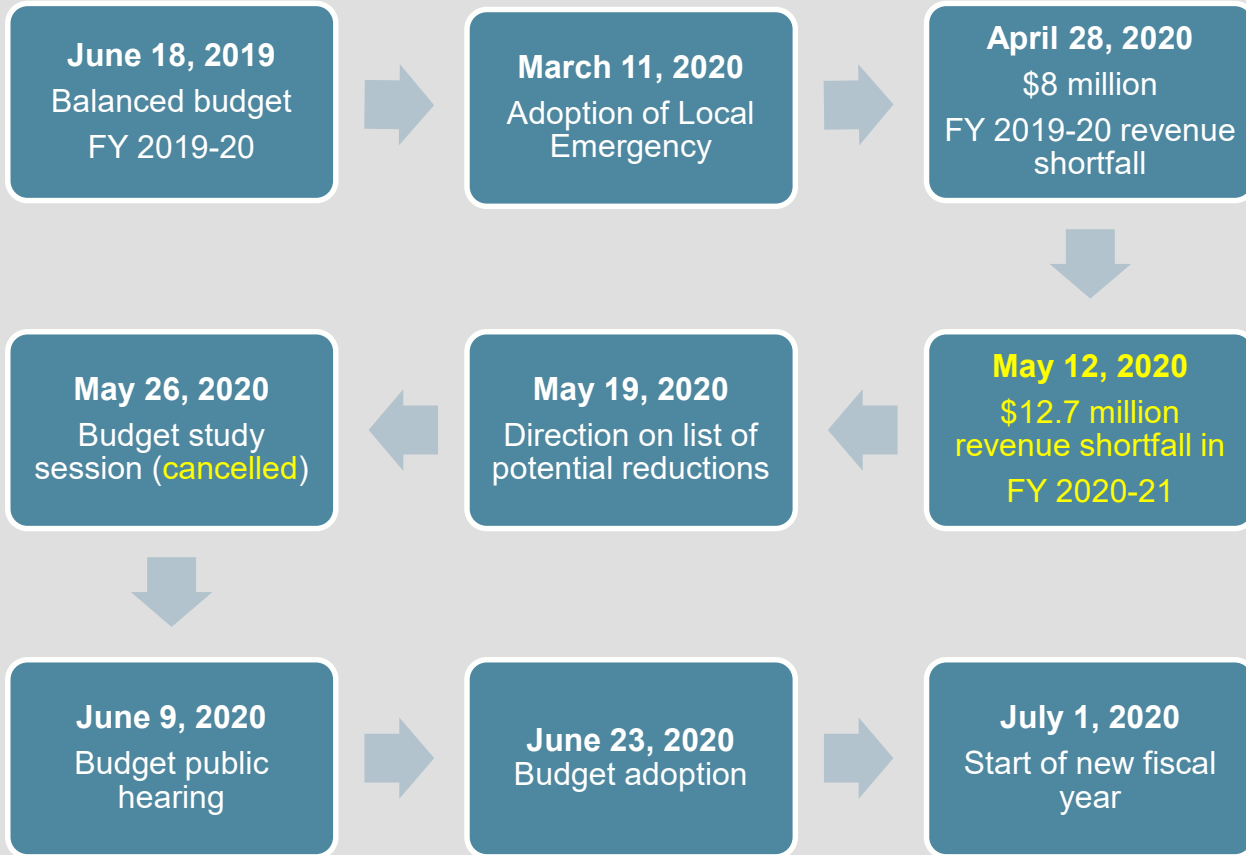 June 18, 2019
Balanced budget
FY 2019-20
March 11, 2020
Adoption of Local
Emergency
April 28, 2020
$8 million
FY 2019-20 revenue
shortfall
May 12, 2020
$12.7 million
revenue shortfall in
FY 2020-21
May 19, 2020
Direction on list of
potential reductions
May 26, 2020
Budget study
session (cancelled)
June 9, 2020
Budget public
hearing
June 23, 2020
Budget adoption
July 1, 2020
Start of new fiscal
year